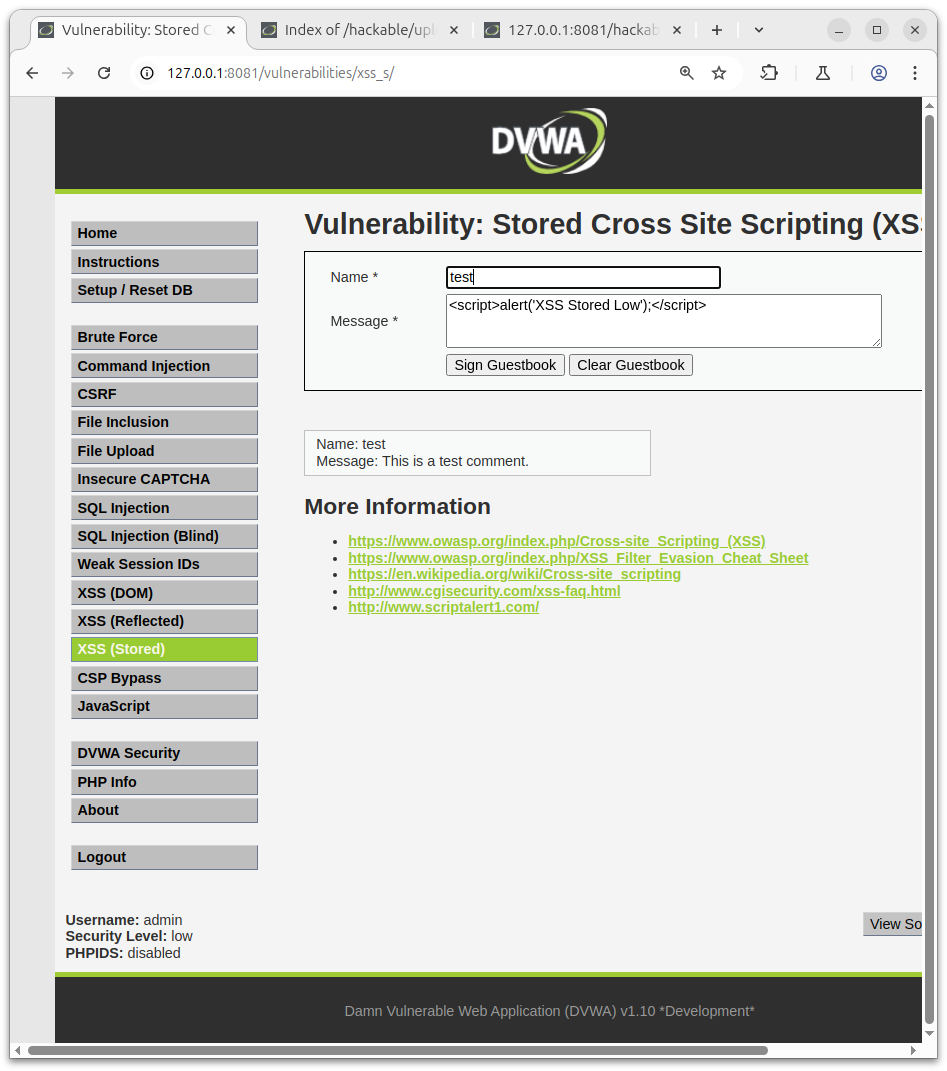 Vulnerability: Stored C
Index of /hackable/upl
127.0.0.1:8081/hackab
127.0.0.1:8081/vulnerabilities/xss_s/
DVWA
Home
Instructions
Setup / Reset DB
Brute Force
Command Injection
CSRF
File Inclusion
File Upload
Insecure CAPTCHA
SQL Injection
SQL Injection (Blind)
Weak Session IDs
XSS (DOM)
XSS (Reflected)
XSS (Stored)
CSP Bypass
JavaScript
DVWA Security
PHP Info
About
Logout
Vulnerability: Stored Cross Site Scripting (XSS
Name * test
Message * <script>alert('XSS Stored Low');</script>
Sign Guestbook Clear Guestbook
Name: test
Message: This is a test comment.
More Information
https://www.owasp.org/index.php/Cross-site_Scripting_(XSS)
https://www.owasp.org/index.php/XSS_Filter_Evasion_Cheat_Sheet
https://en.wikipedia.org/wiki/Cross-site_scripting
http://www.cgisecurity.com/xss-faq.html
http://www.scriptalert1.com/
Username: admin
Security Level: low
PHPIDS: disabled
View So
Damn Vulnerable Web Application (DVWA) v1.10 *Development*